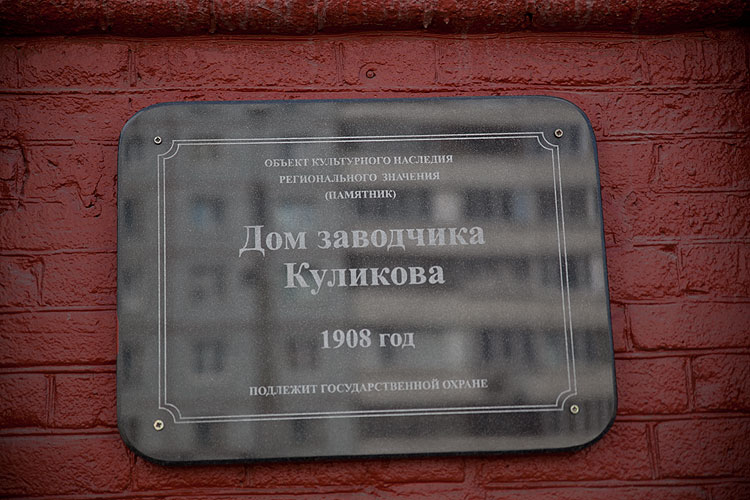 ОБЪЕКТ КУЛЬТУРНОГО НАСЛЕДИЯ
РЕГИОНАЛЬНОГО ЗНАЧЕНИЯ
(ПАМЯТНИК)
Дом заводчика
Куликова
1908 год
ПОДЛЕЖИТ ГОСУДАРСТВЕННОЙ ОХРАНЕ